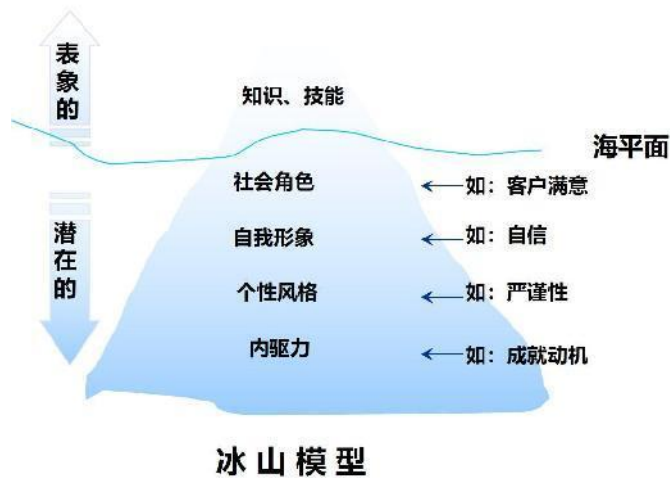 表象的
知识、技能
海平面
社会角色
如：客户满意
潜在的
自我形象
如：自信
个性风格
如：严谨性
内驱力
如：成就动机
冰山模型